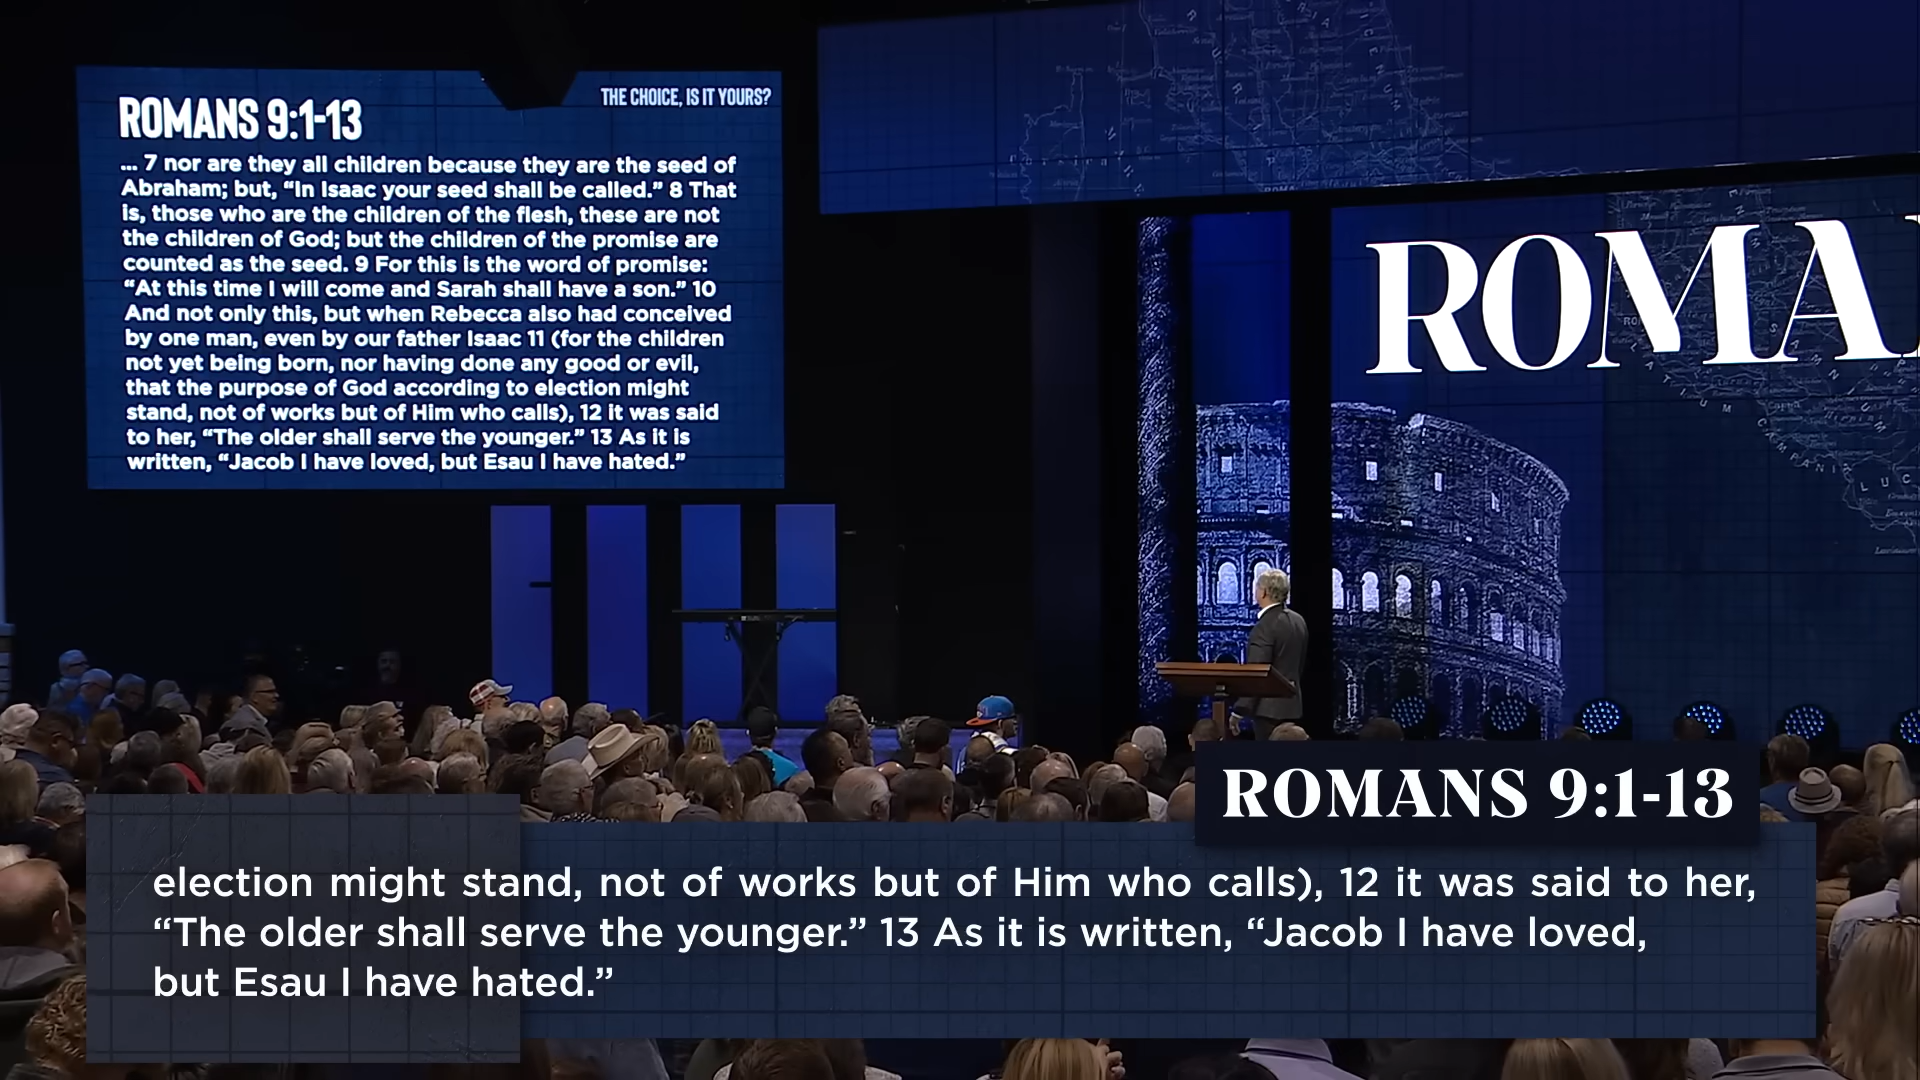 THE CHOICE, IS IT YOURS?
ROMANS 9:1-13
... 7 nor are they all children because they are the seed of
Abraham; but, “In Isaac your seed shall be called.” 8 That
is, those who are the children of the flesh, these are not
the children of God; but the children of the promise are
counted as the seed. 9 For this is the word of promise:
“At this time I will come and Sarah shall have a son.” 10
And not only this, but when Rebecca also had conceived
by one man, even by our father Isaac 11 (for the children
not yet being born, nor having done any good or evil,
that the purpose of God according to election might
stand, not of works but of Him who calls), 12 it was said
to her, “The older shall serve the younger.” 13 As it is
written, “Jacob I have loved, but Esau I have hated.”
ROMA
LATIUM
CAMPANI
LUC
ROMANS 9:1-13
election might stand, not of works but of Him who calls), 12 it was said to her,
“The older shall serve the younger.” 13 As it is written, “Jacob I have loved,
but Esau I have hated.”